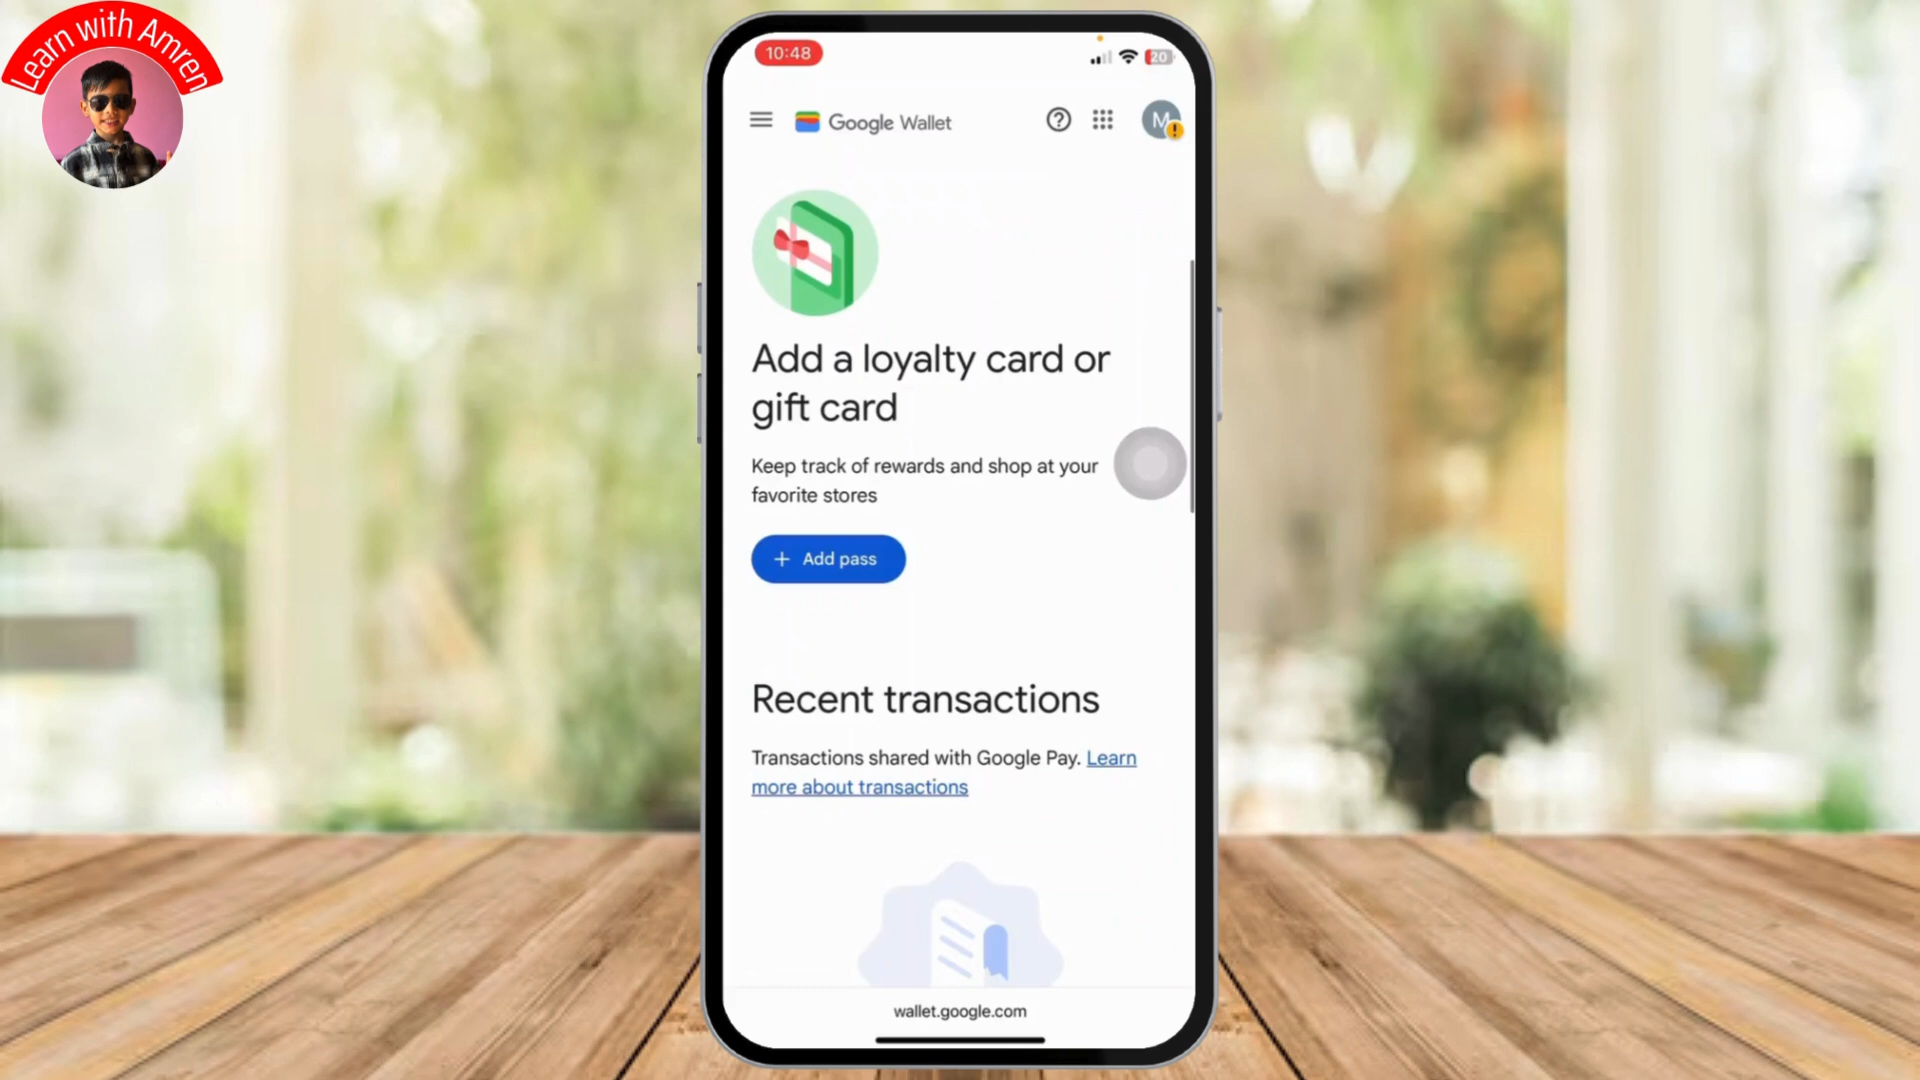 Learn with Amren
10:48
20
Google Wallet
M
Add a loyalty card or
gift card
Keep track of rewards and shop at your
favorite stores
+ Add pass
Recent transactions
Transactions shared with Google Pay. Learn
more about transactions
wallet.google.com